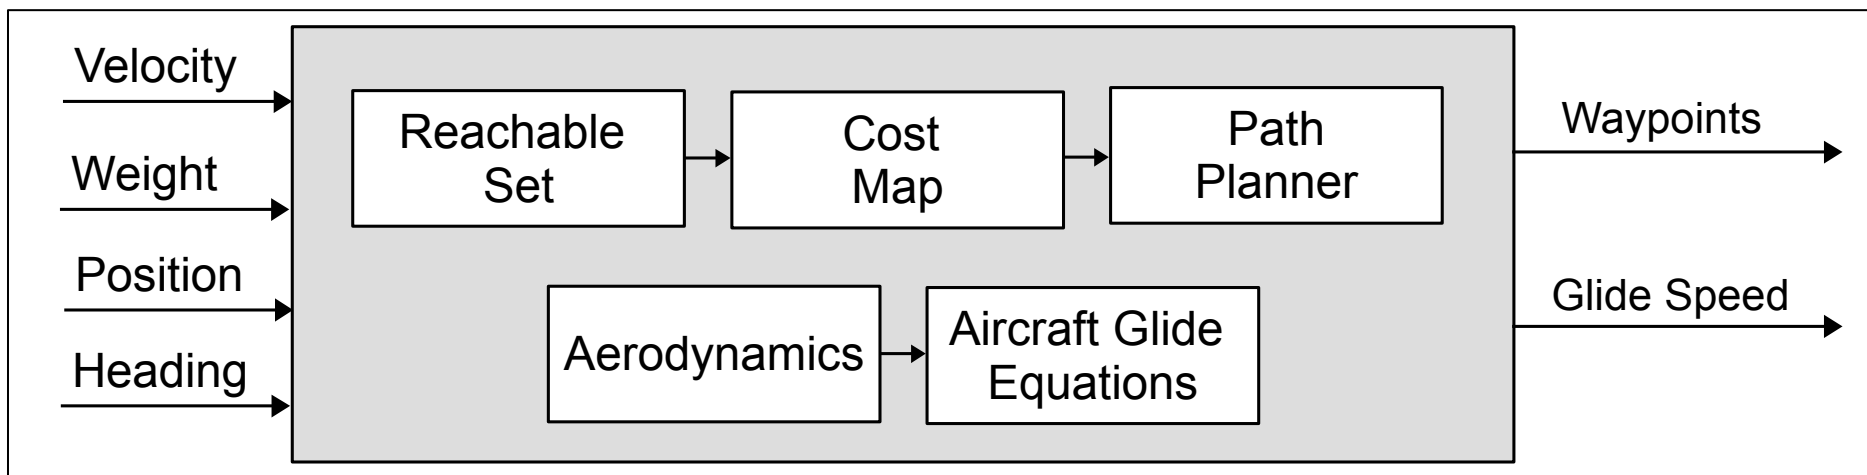 Velocity
Weight
Position
Heading
Reachable
Set
Cost
Map
Path
Planner
Aerodynamics
Aircraft Glide
Equations
Waypoints
Glide Speed